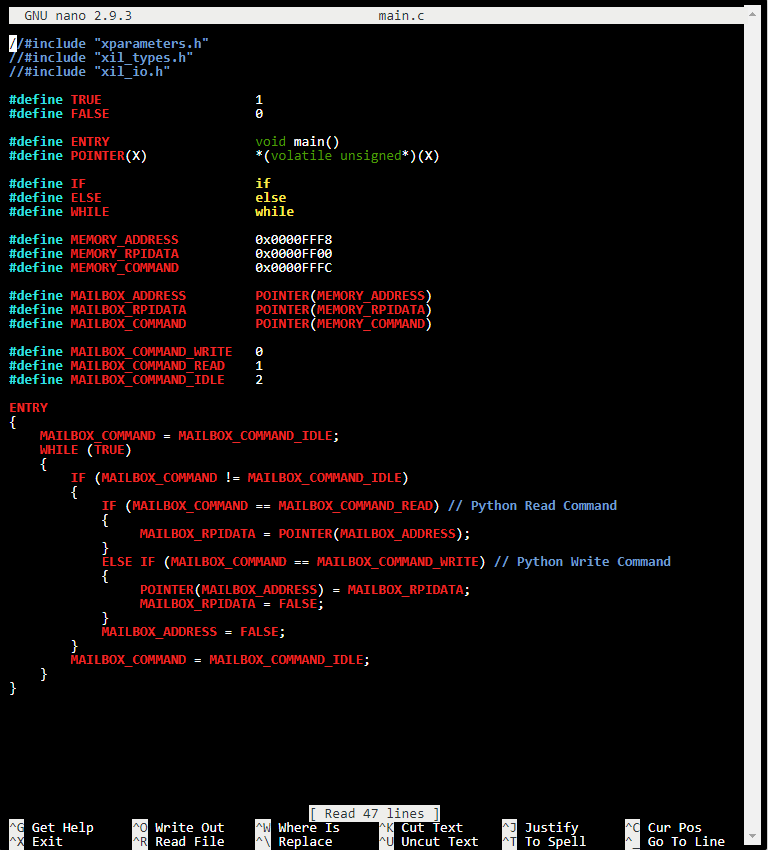 GNU nano 2.9.3 main.c
//#include "xparameters.h"
//#include "xil_types.h"
//#include "xil_io.h"
#define TRUE 1
#define FALSE 0
#define ENTRY void main()
#define POINTER(X) *(volatile unsigned*)(X)
#define IF if
#define ELSE else
#define WHILE while
#define MEMORY_ADDRESS 0x0000FFF8
#define MEMORY_RPIDATA 0x0000FF00
#define MEMORY_COMMAND 0x0000FFFC
#define MAILBOX_ADDRESS POINTER(MEMORY_ADDRESS)
#define MAILBOX_RPIDATA POINTER(MEMORY_RPIDATA)
#define MAILBOX_COMMAND POINTER(MEMORY_COMMAND)
#define MAILBOX_COMMAND_WRITE 0
#define MAILBOX_COMMAND_READ 1
#define MAILBOX_COMMAND_IDLE 2
ENTRY
{
MAILBOX_COMMAND = MAILBOX_COMMAND_IDLE;
WHILE (TRUE)
{
IF (MAILBOX_COMMAND != MAILBOX_COMMAND_IDLE)
{
IF (MAILBOX_COMMAND == MAILBOX_COMMAND_READ) // Python Read Command
{
MAILBOX_RPIDATA = POINTER(MAILBOX_ADDRESS);
}
ELSE IF (MAILBOX_COMMAND == MAILBOX_COMMAND_WRITE) // Python Write Command
{
POINTER(MAILBOX_ADDRESS) = MAILBOX_RPIDATA;
MAILBOX_RPIDATA = FALSE;
}
MAILBOX_ADDRESS = FALSE;
}
MAILBOX_COMMAND = MAILBOX_COMMAND_IDLE;
}
}
[ Read 47 lines ]
^G Get Help ^O Write Out ^W Where Is ^K Cut Text ^J Justify ^C Cur Pos
^X Exit ^R Read File ^\ Replace ^U Uncut Text ^T To Spell ^_ Go To Line